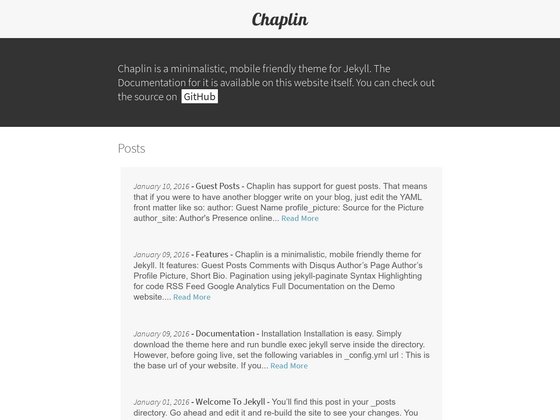 Chaplin
Chaplin is a minimalistic, mobile friendly theme for Jekyll. The
Documentation for it is available on this website itself. You can check out
the source on GitHub
Posts
January 10, 2016 - Guest Posts - Chaplin has support for guest posts. That means
that if you were to have another blogger write on your blog, just edit the YAML
front matter like so: author: Guest Name profile_picture: Source for the Picture
author_site: Author's Presence online... Read More
January 09, 2016 - Features - Chaplin is a minimalistic, mobile friendly theme for
Jekyll. It features: Guest Posts Comments with Disqus Author's Page Author's
Profile Picture, Short Bio. Pagination using jekyll-paginate Syntax Highlighting
for code RSS Feed Google Analytics Full Documentation on the Demo
website.... Read More
January 09, 2016 - Documentation - Installation Installation is easy. Simply
download the theme here and run bundle exec jekyll serve inside the directory.
However, before going live, set the following variables in _config.yml url : This is
the base url of your website. If you... Read More
January 01, 2016 - Welcome To Jekyll - You'll find this post in your _posts
directory. Go ahead and edit it and re-build the site to see your changes. You